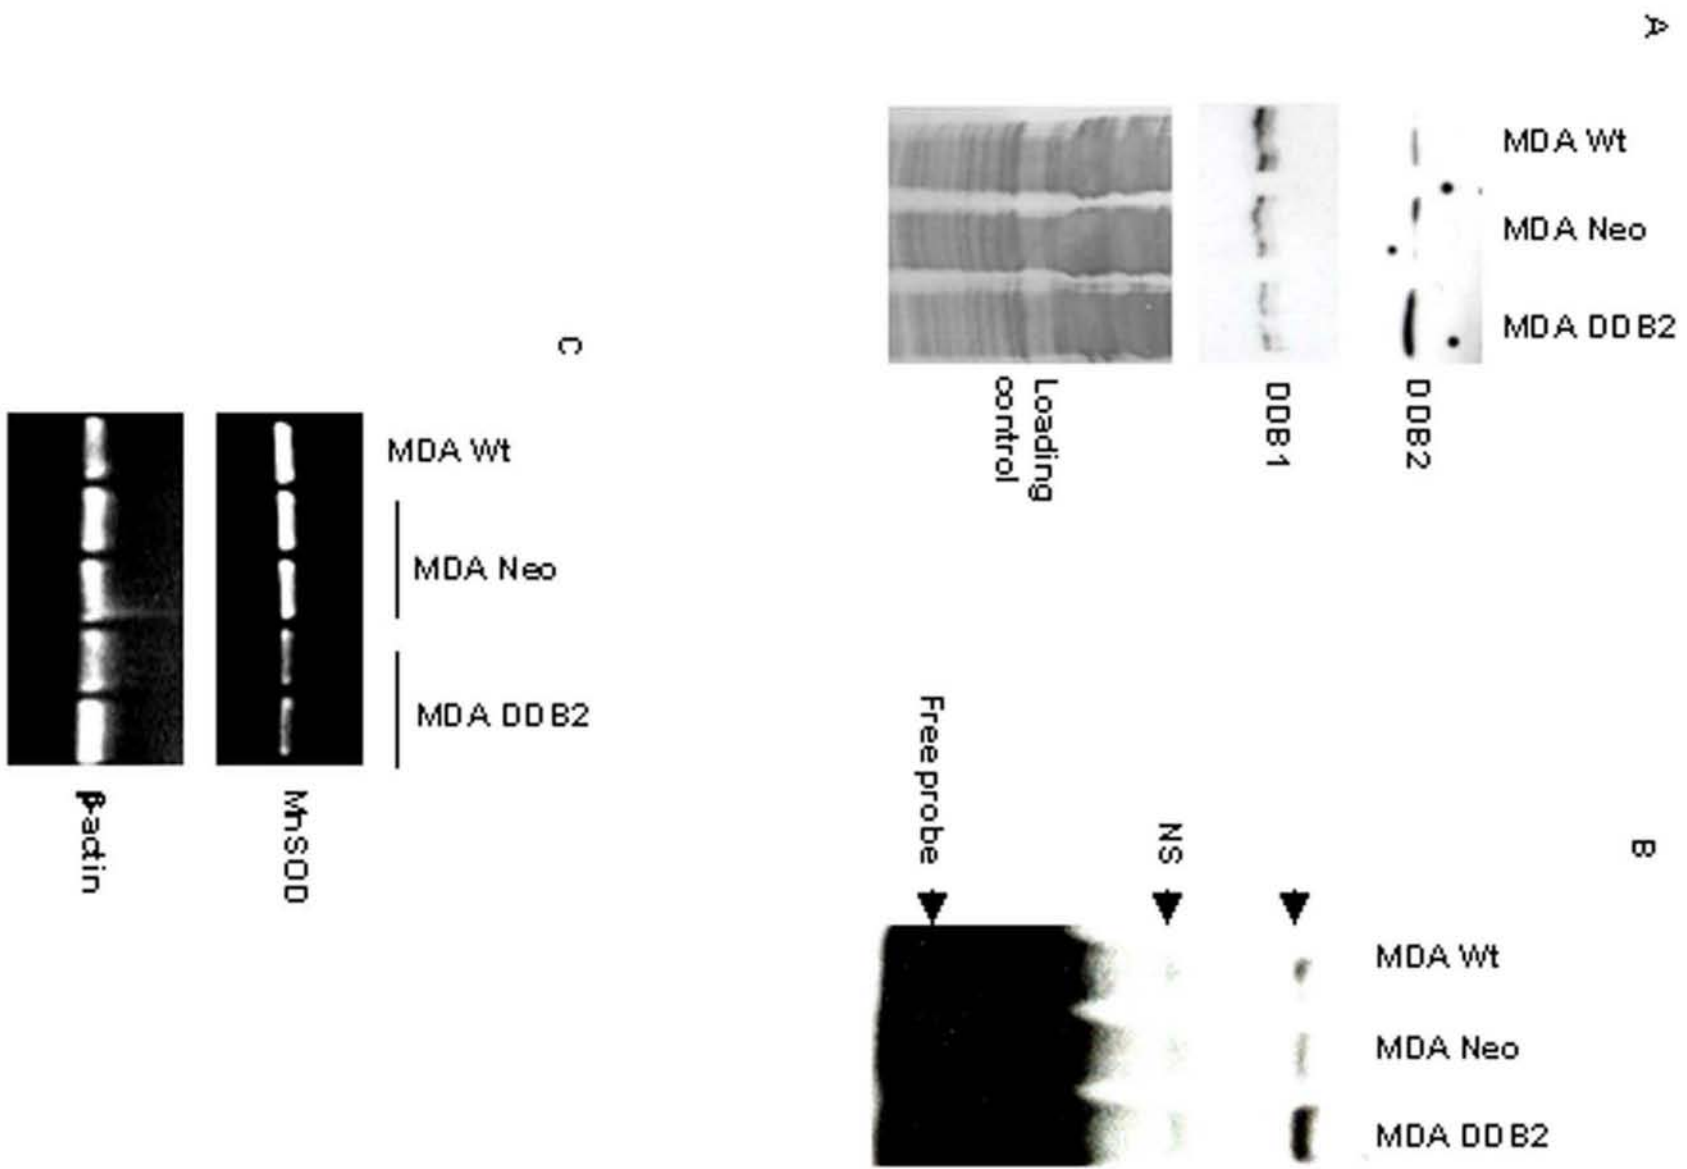 A
MDA Wt
MDA Neo
MDA DDB2
DDB2
DDB1
Loading
control
B
MDA Wt
MDA Neo
MDA DDB2
NS
Free probe
C
MDA Wt
MDA Neo
MDA DDB2
MnSOD
β-actin